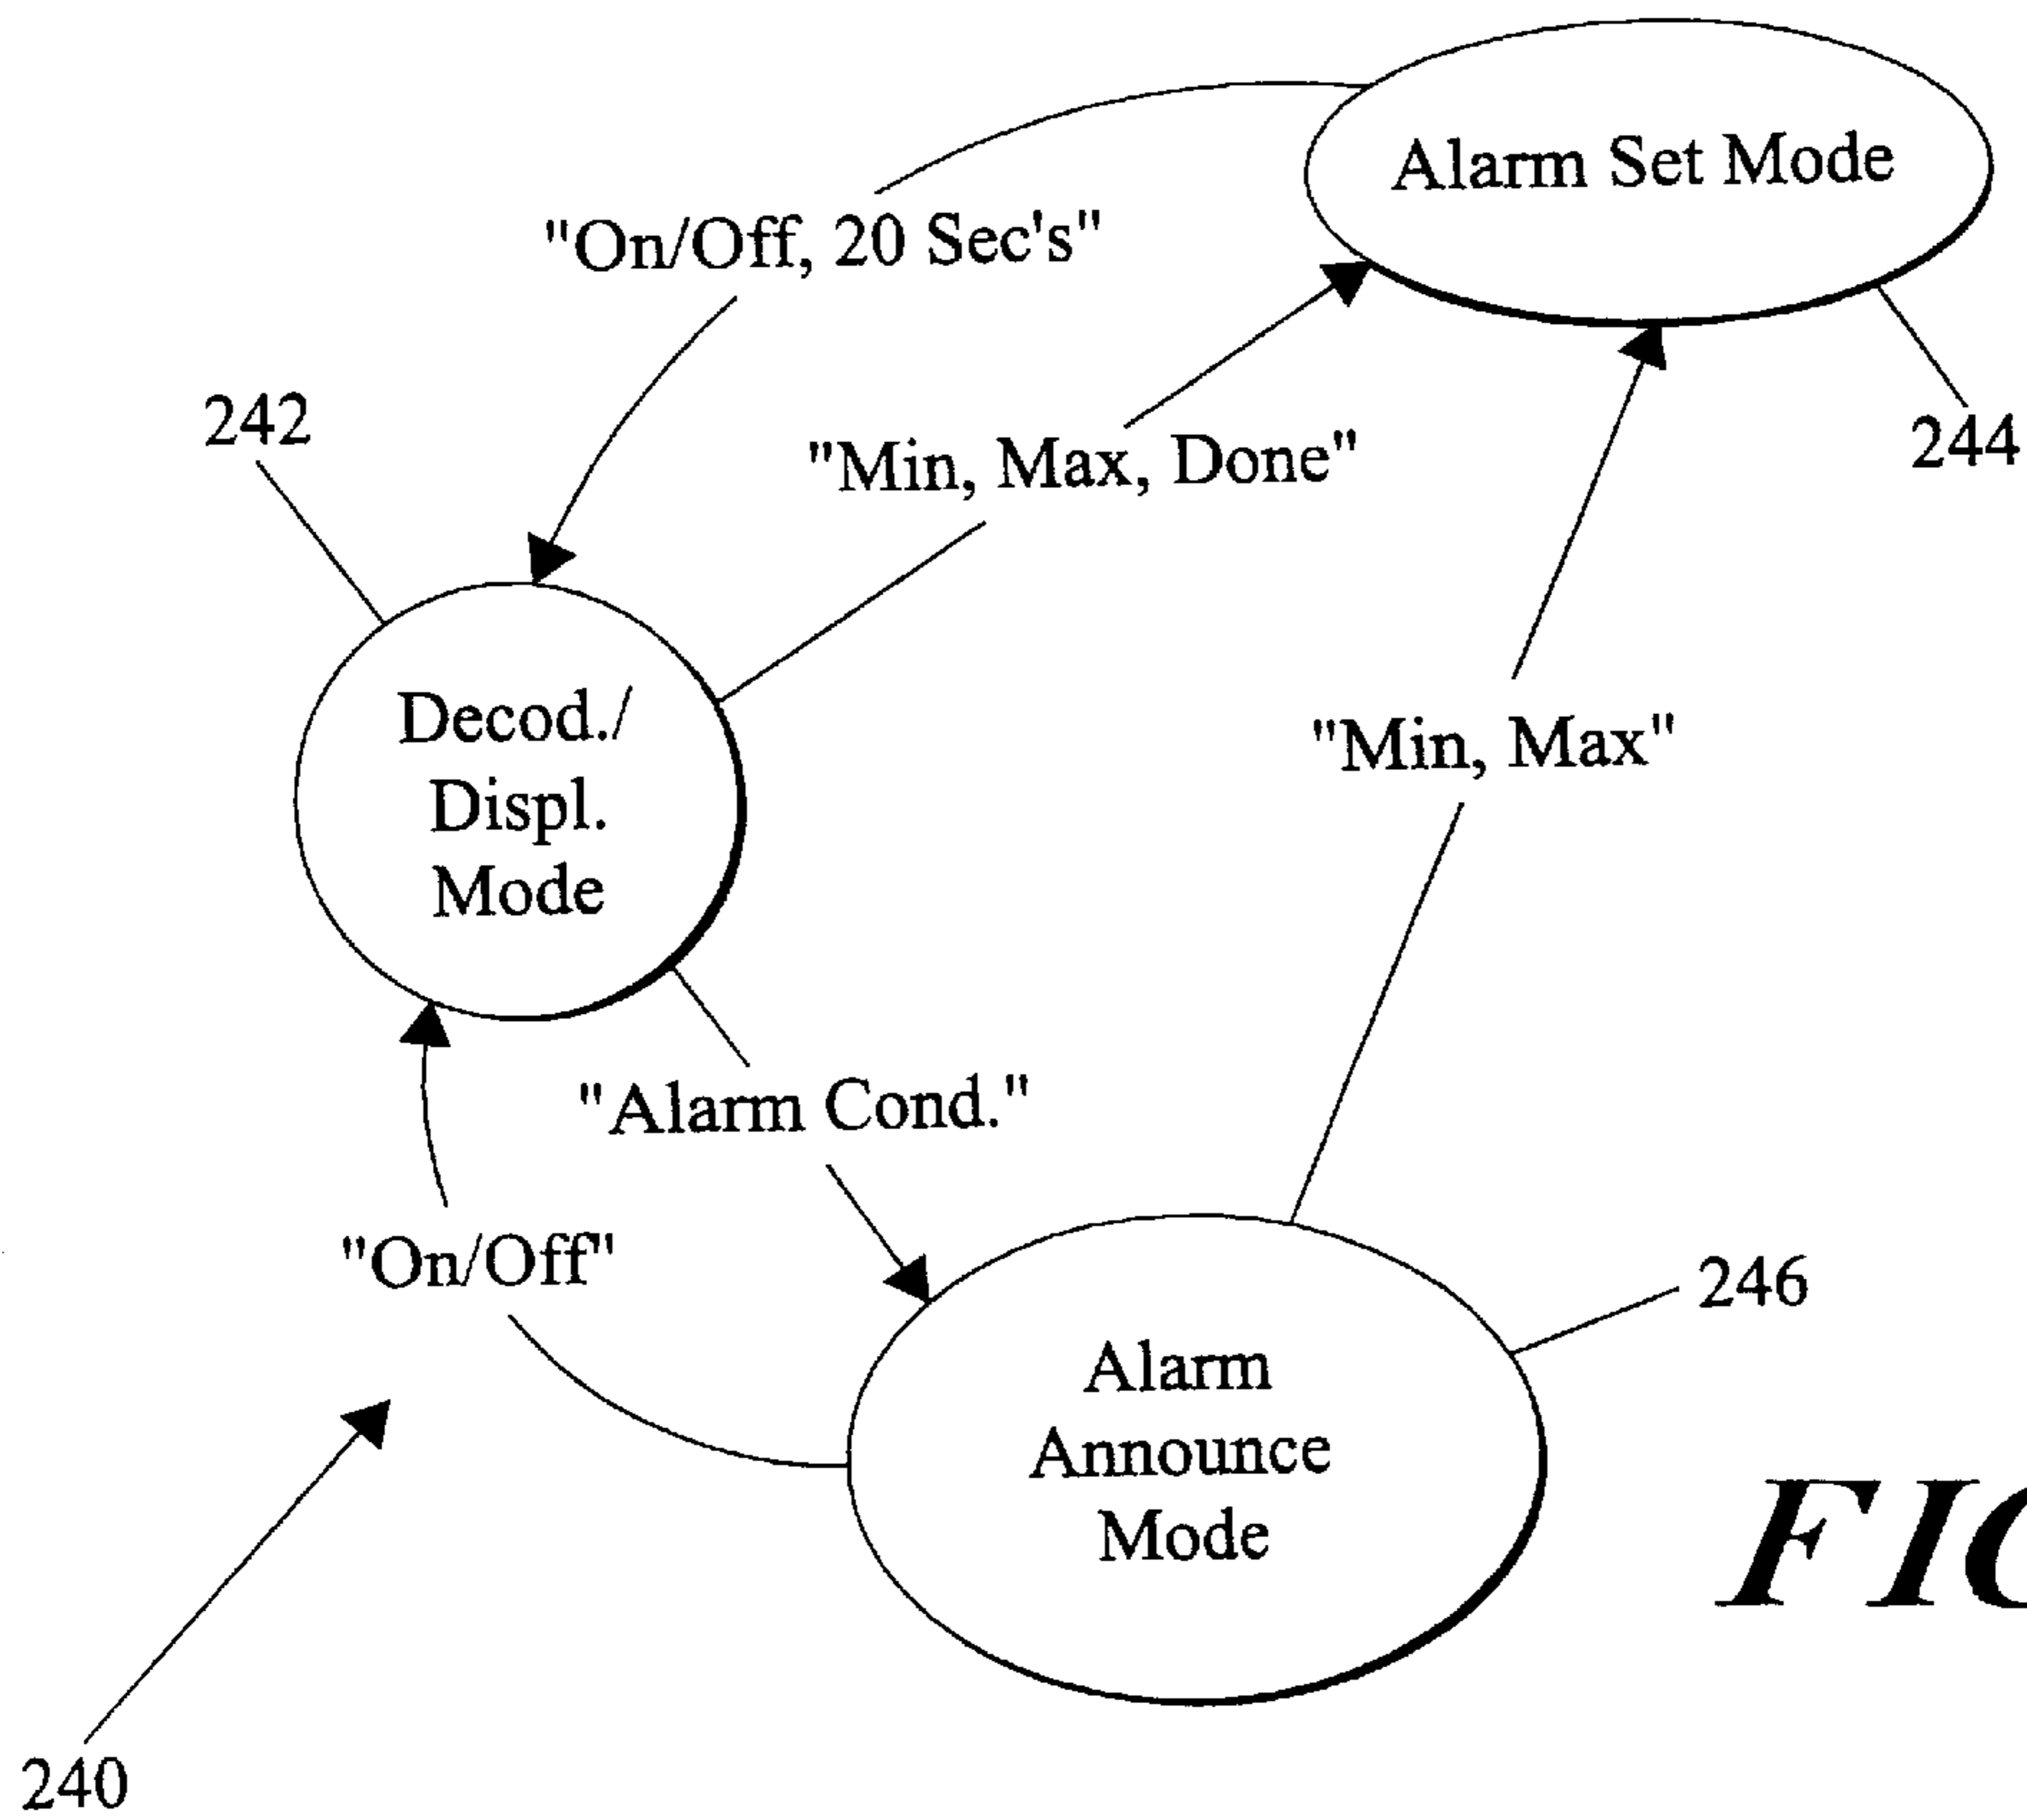 Alarm Set Mode
"On/Off, 20 Sec's"
242
"Min, Max, Done"
244
Decod./
Displ.
Mode
"Min, Max"
"Alarm Cond."
"On/Off"
246
Alarm
Announce
Mode
240